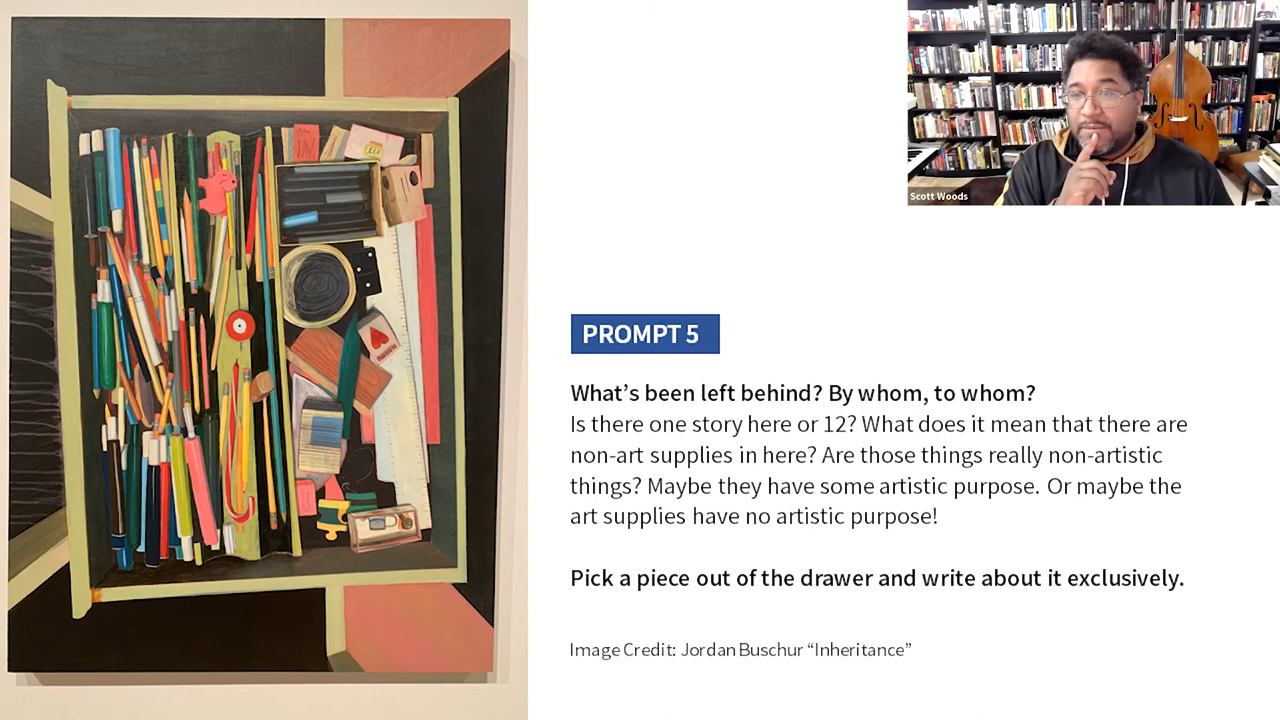 Scott Woods
PROMPT 5
What's been left behind? By whom, to whom?
Is there one story here or 12? What does it mean that there are
non-art supplies in here? Are those things really non-artistic
things? Maybe they have some artistic purpose. Or maybe the
art supplies have no artistic purpose!
Pick a piece out of the drawer and write about it exclusively.
Image Credit: Jordan Buschur “Inheritance”